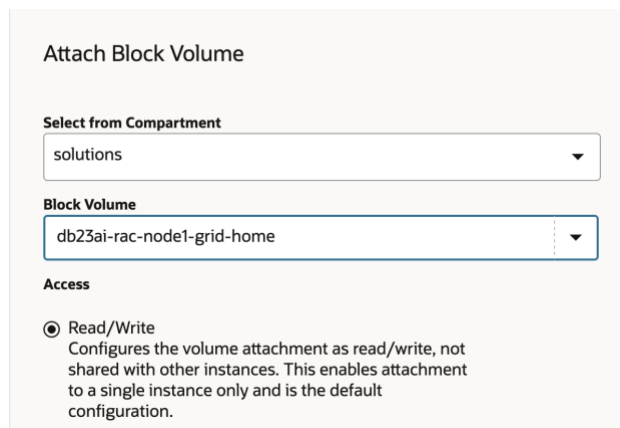 Attach Block Volume
Select from Compartment
solutions
Block Volume
db23ai-rac-node1-grid-home
Access
Read/Write
Configures the volume attachment as read/write, not
shared with other instances. This enables attachment
to a single instance only and is the default
configuration.